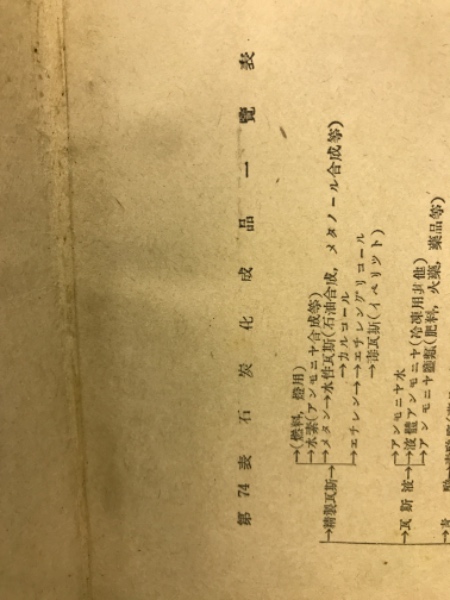 第 74 表 石炭化成品一覽表
→(燃料, 燈用)
→水素(アンモニヤ合成等)
→精製瓦斯→→メタン→水性瓦斯(石油合成, メタノール合成等)
→カルコール
→エチレン→→エチレングリコール
→毒瓦斯(イペリット)
→アンモニヤ水
→瓦斯液→→液體アンモニヤ(冷凍用其他)
→アンモニヤ鹽類(肥料, 火藥, 藥品等)